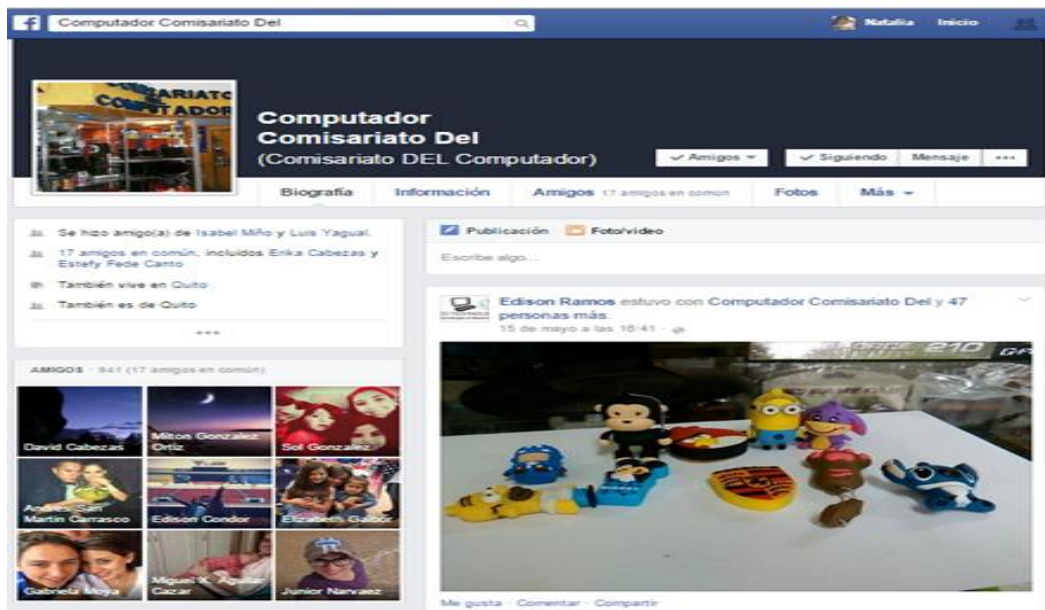 f Computador Comisariato Del
Natalia Inicio
COMISARIATO
COMPUTADOR
Computador
Comisariato Del
(Comisariato DEL Computador)
Amigos
Siguiendo
Mensaje
Biografía Información Amigos 17 amigos en común Fotos Más
Se hizo amigo(a) de Isabel Miño y Luis Yagual.
17 amigos en común, incluidos Erika Cabezas y
Estefy Fede Canto
También vive en Quito
También es de Quito
AMIGOS · 941 (17 amigos en común)
David Cabezas
Milton Gonzalez
Ortiz
Sol Gonzalez
Andres San
Martin Carrasco
Edison Condor
Elizabeth Gaibor
Gabriela Moya
Miguel X. Aguilar
Cazar
Junior Narvaez
Publicación Foto/video
Escribe algo...
Edison Ramos estuvo con Computador Comisariato Del y 47
personas más.
15 de mayo a las 16:41
210
Me gusta · Comentar · Compartir